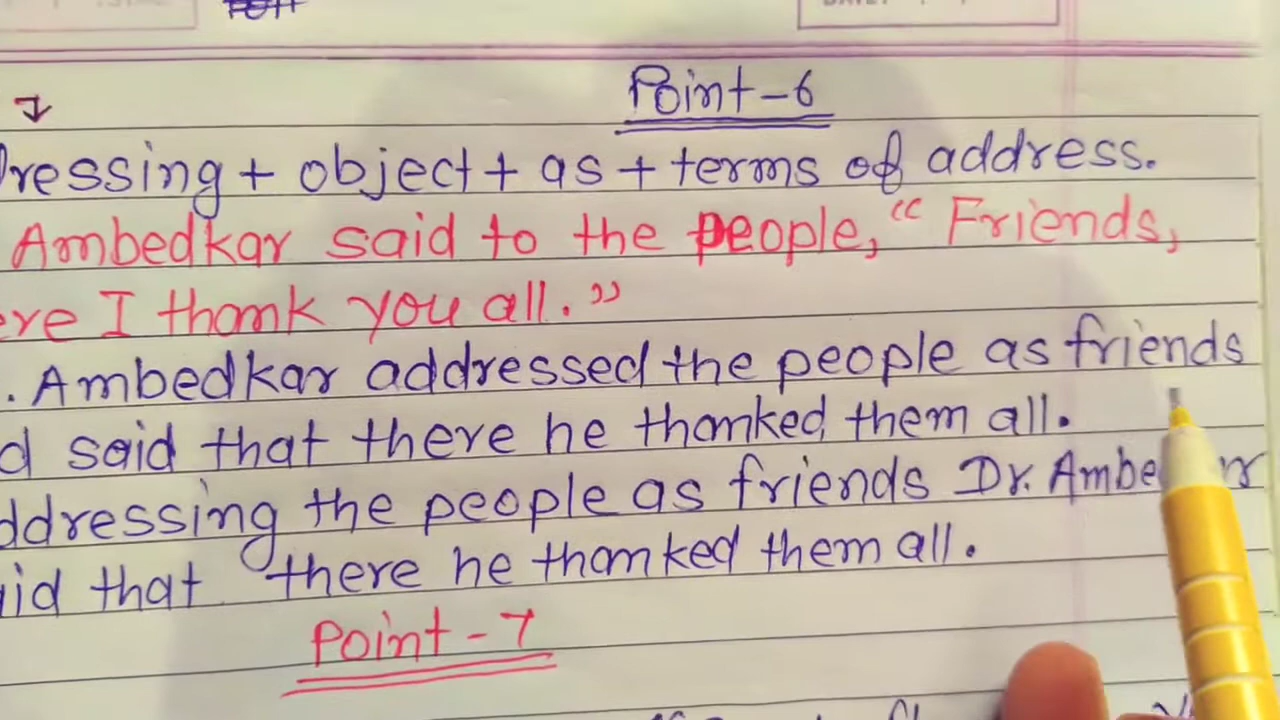 Point-6
ressing + object + as + terms of address.
Ambedkar said to the people, “Friends,
ere I thank you all.”
. Ambedkar addressed the people as friends
d said that there he thanked them all.
ddressing the people as friends Dr. Ambe
id that there he thanked them all.
Point-7